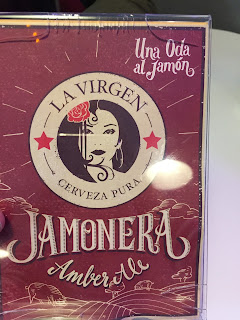 Una Oda
al Jamón
LA VIRGEN
CERVEZA PURA
JAMONERA
Amber Ale